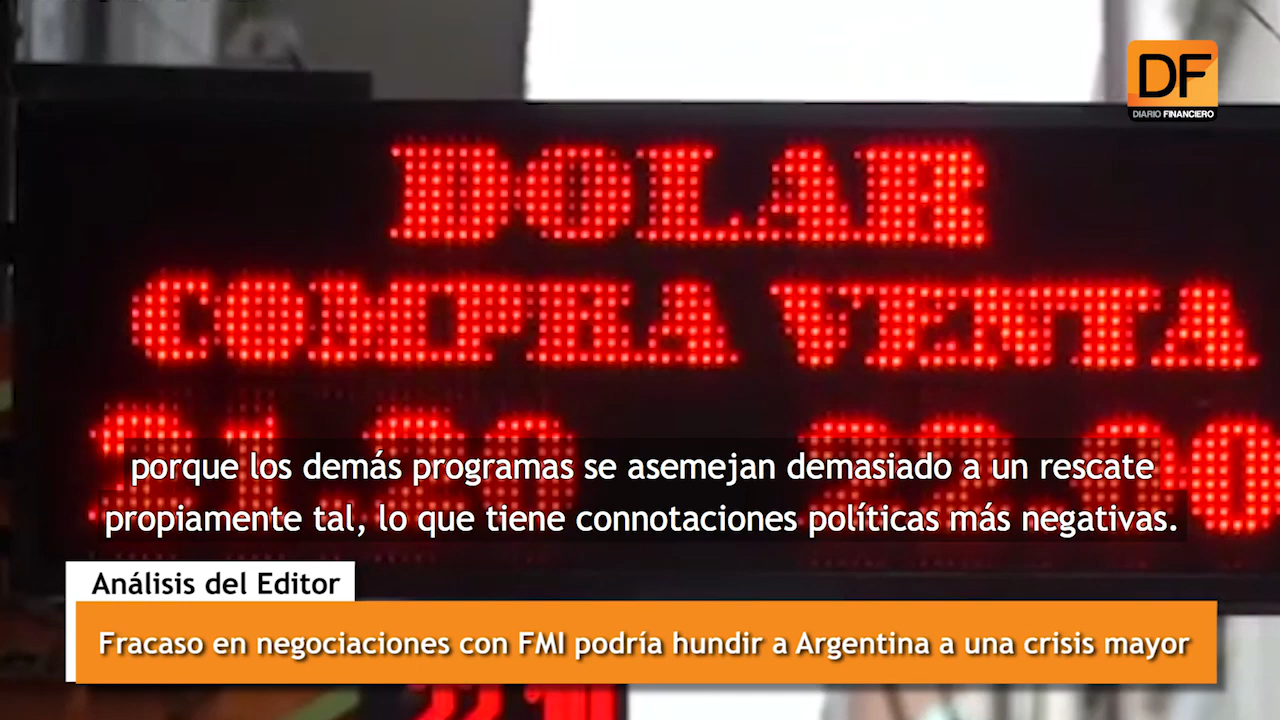 DF
DIARIO FINANCIERO
DOLAR
COMPRA VENTA
21.20
porque los demás programas se asemejan demasiado a un rescate
propiamente tal, lo que tiene connotaciones políticas más negativas.
Análisis del Editor
Fracaso en negociaciones con FMI podría hundir a Argentina a una crisis mayor